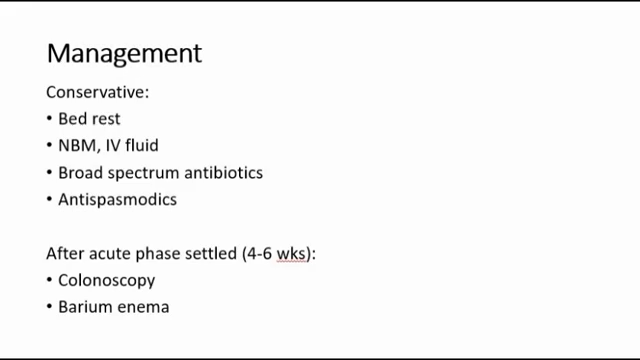 Management
Conservative:
• Bed rest
• NBM, IV fluid
• Broad spectrum antibiotics
• Antispasmodics
After acute phase settled (4-6 wks):
• Colonoscopy
• Barium enema